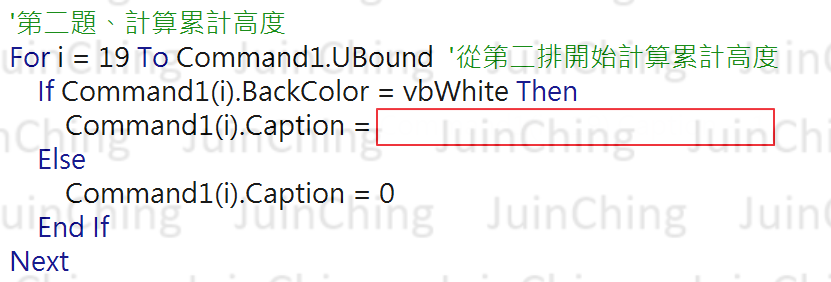 '第二題、計算累計高度
For i = 19 To Command1.UBound '從第二排開始計算累計高度
If Command1(i).BackColor = vbWhite Then
Command1(i).Caption =
Else
Command1(i).Caption = 0
End If
Next
JuinChing